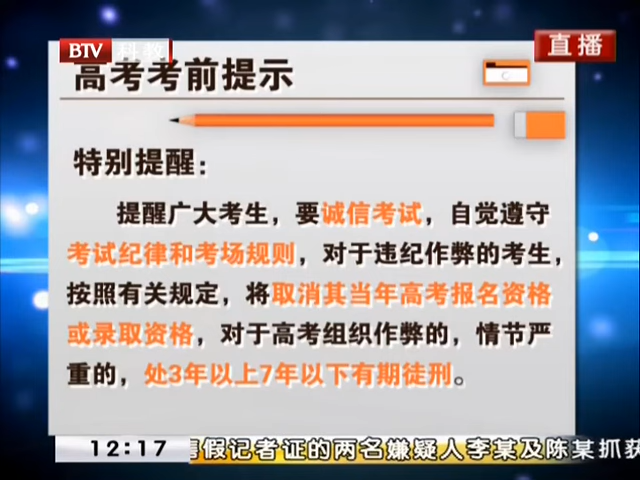 BTV 科教
直播
高考考前提示
特别提醒:
提醒广大考生，要诚信考试，自觉遵守
考试纪律和考场规则，对于违纪作弊的考生，
按照有关规定，将取消其当年高考报名资格
或录取资格，对于高考组织作弊的，情节严
重的，处3年以上7年以下有期徒刑。
12:17
假记者证的两名嫌疑人李某及陈某抓获